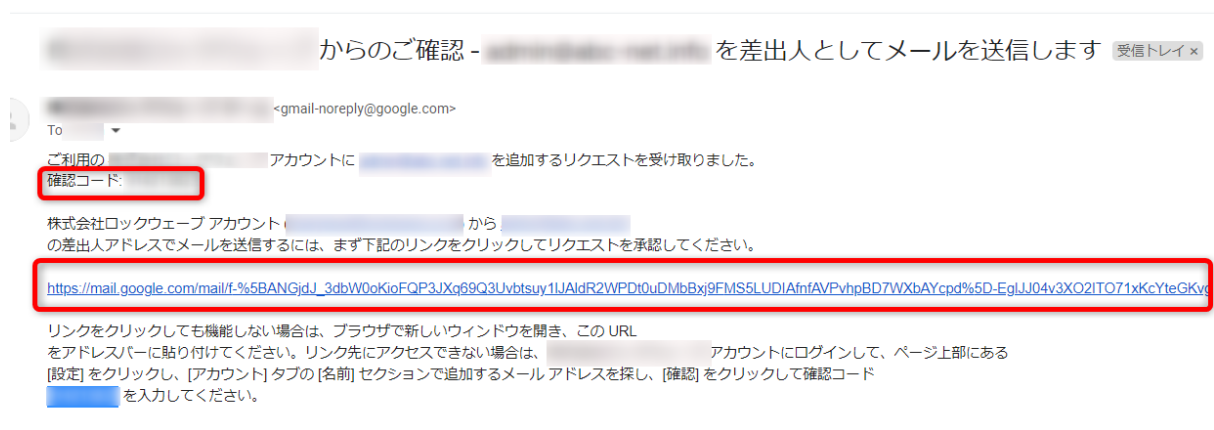 からのご確認 - を差出人としてメールを送信します 受信トレイ ×
<gmail-noreply@google.com>
To
ご利用の アカウントに を追加するリクエストを受け取りました。
確認コード:
株式会社ロックウェーブ アカウント ( から
の差出人アドレスでメールを送信するには、まず下記のリンクをクリックしてリクエストを承認してください。
https://mail.google.com/mail/f-%5BANGjdJ_3dbW0oKioFQP3JXq69Q3Uvbtsuy1lJAldR2WPDt0uDMbBxj9FMS5LUDIAfnfAVPvhpBD7WXbAYcpd%5D-EglJJ04v3XO2ITO71xKcYteGKvg
リンクをクリックしても機能しない場合は、ブラウザで新しいウィンドウを開き、この URL
をアドレスバーに貼り付けてください。リンク先にアクセスできない場合は、 アカウントにログインして、ページ上部にある
[設定] をクリックし、[アカウント] タブの [名前] セクションで追加するメール アドレスを探し、[確認] をクリックして確認コード
を入力してください。